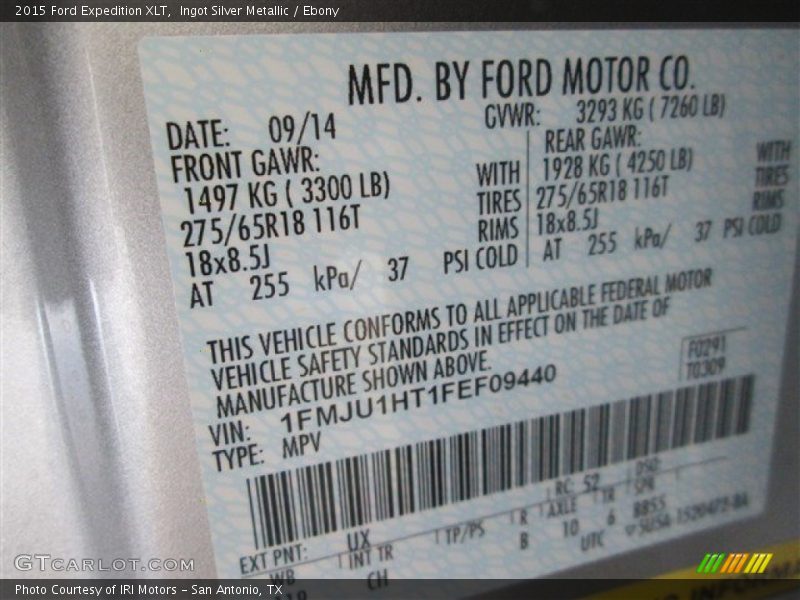 2015 Ford Expedition XLT,  Ingot Silver Metallic / Ebony
MFD. BY FORD MOTOR CO.
DATE: 09/14 GVWR: 3293 KG ( 7260 LB)
FRONT GAWR: REAR GAWR:
1497 KG ( 3300 LB) WITH 1928 KG ( 4250 LB) WITH
275/65R18 116T TIRES 275/65R18 116T TIRES
18x8.5J RIMS 18x8.5J RIMS
AT 255 kPa/ 37 PSI COLD AT 255 kPa/ 37 PSI COLD
THIS VEHICLE CONFORMS TO ALL APPLICABLE FEDERAL MOTOR
VEHICLE SAFETY STANDARDS IN EFFECT ON THE DATE OF
MANUFACTURE SHOWN ABOVE.
F0291
T0309
VIN: 1FMJU1HT1FEF09440
TYPE: MPV
EXT PNT: UX RC: 52 DSO:
WB INT TR TP/PS R AXLE TR SPR
CH B 10 6 BB5S
UTC
GTCARLOT.COM
Photo Courtesy of IRI Motors – San Antonio, TX